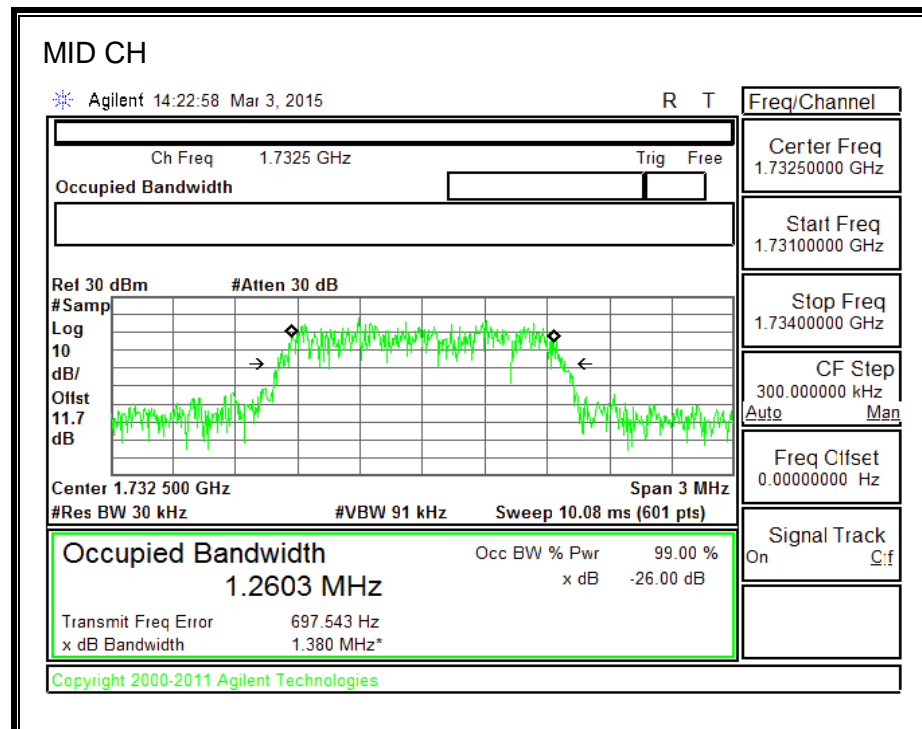 MID CH
Agilent 14:22:58 Mar 3, 2015 R T
Freq/Channel
Ch Freq 1.7325 GHz Trig Free
Occupied Bandwidth
Center Freq
1.73250000 GHz
Start Freq
1.73100000 GHz
Stop Freq
1.73400000 GHz
CF Step
300.000000 kHz
Auto Man
Freq Offset
0.00000000 Hz
Signal Track
On Off
Ref 30 dBm #Atten 30 dB
#Samp
Log
10
dB/
Offst
11.7
dB
Center 1.732 500 GHz Span 3 MHz
#Res BW 30 kHz #VBW 91 kHz Sweep 10.08 ms (601 pts)
Occupied Bandwidth
1.2603 MHz
Occ BW % Pwr 99.00 %
x dB -26.00 dB
Transmit Freq Error 697.543 Hz
x dB Bandwidth 1.380 MHz*
Copyright 2000-2011 Agilent Technologies